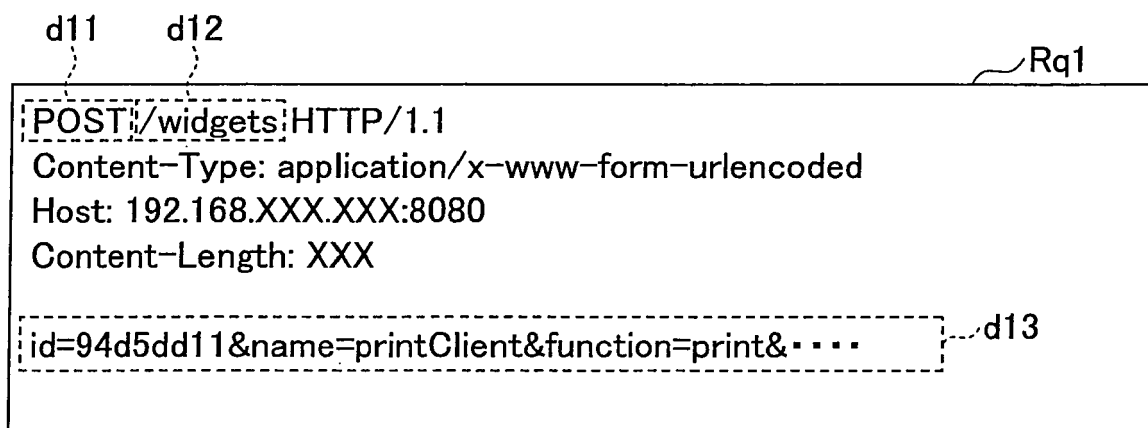 d11 d12
Rq1
POST /widgets HTTP/1.1
Content-Type: application/x-www-form-urlencoded
Host: 192.168.XXX.XXX:8080
Content-Length: XXX
id=94d5dd11&name=printClient&function=print&････
d13